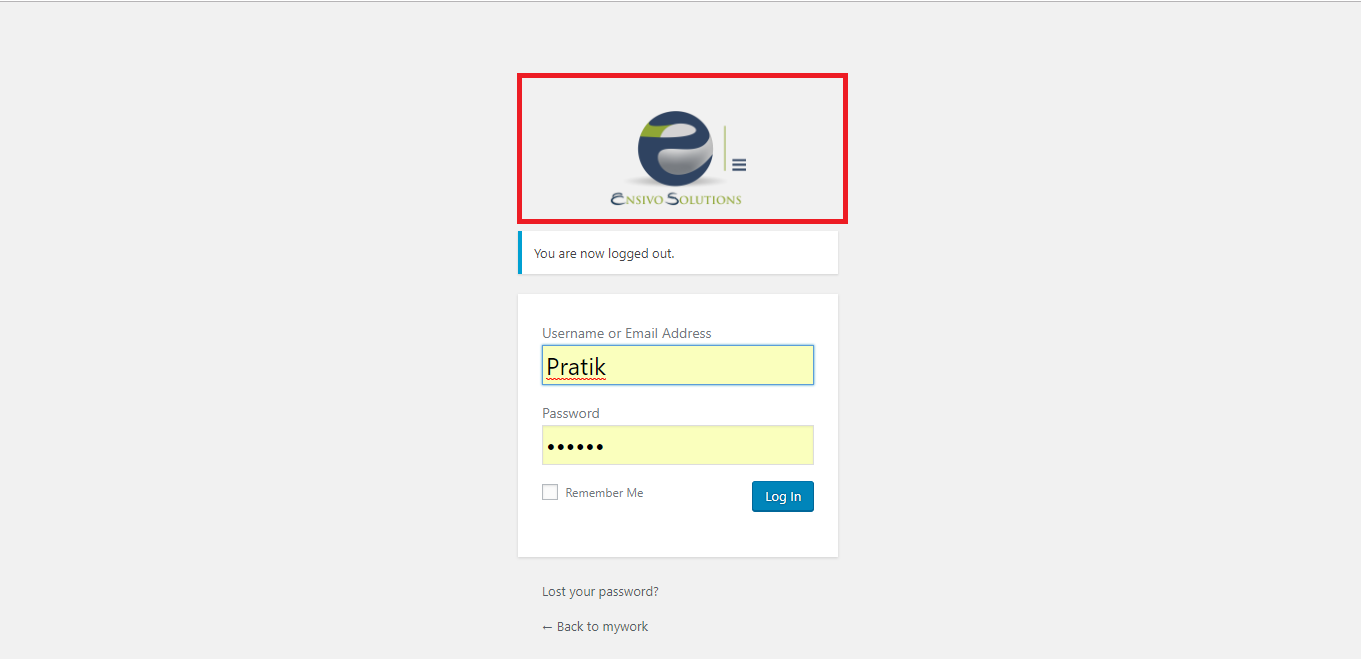 ENSIVO SOLUTIONS
You are now logged out.
Username or Email Address
Pratik
Password
••••••
Remember Me
Log In
Lost your password?
← Back to mywork